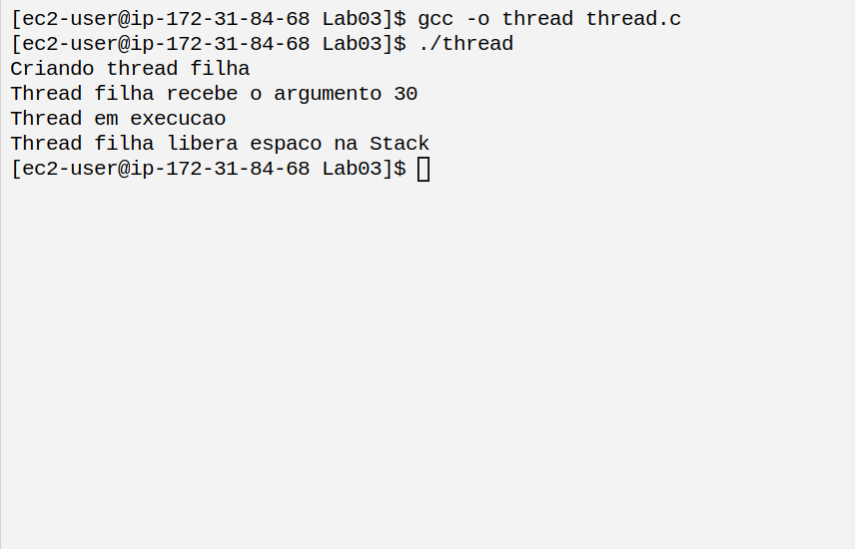 [ec2-user@ip-172-31-84-68 Lab03]$ gcc -o thread thread.c
[ec2-user@ip-172-31-84-68 Lab03]$ ./thread
Criando thread filha
Thread filha recebe o argumento 30
Thread em execucao
Thread filha libera espaco na Stack
[ec2-user@ip-172-31-84-68 Lab03]$